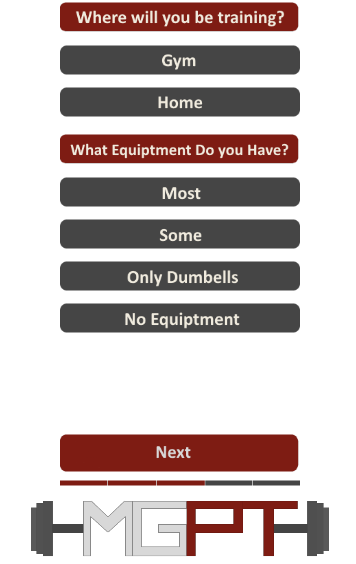 Where will you be training?
Gym
Home
What Equiptment Do you Have?
Most
Some
Only Dumbells
No Equiptment
Next
MGPT